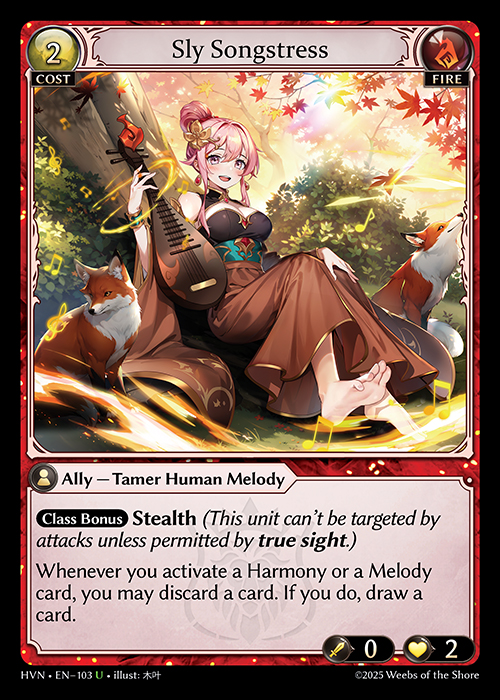 2
Sly Songstress
COST
FIRE
Ally — Tamer Human Melody
Class Bonus Stealth (This unit can't be targeted by
attacks unless permitted by true sight.)
Whenever you activate a Harmony or a Melody
card, you may discard a card. If you do, draw a
card.
0
2
HVN • EN-103 U • illust: 木叶
©2025 Weebs of the Shore